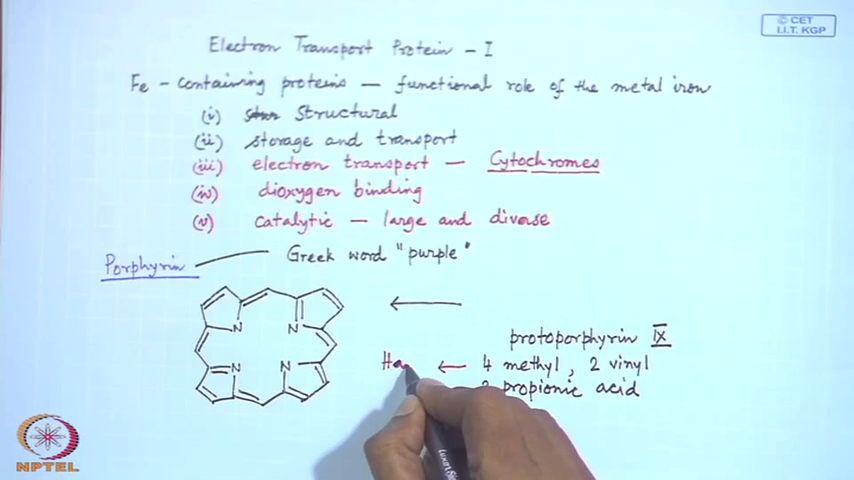 © CET
I.I.T. KGP
Electron Transport Protein - I
Fe - containing proteins — functional role of the metal iron
(i) Structural
(ii) storage and transport
(iii) electron transport — Cytochromes
(iv) dioxygen binding
(v) catalytic — large and diverse
Porphyrin — Greek word "purple"
N N
N N
protoporphyrin IX
Ha ← 4 methyl, 2 vinyl
propionic acid
NPTEL